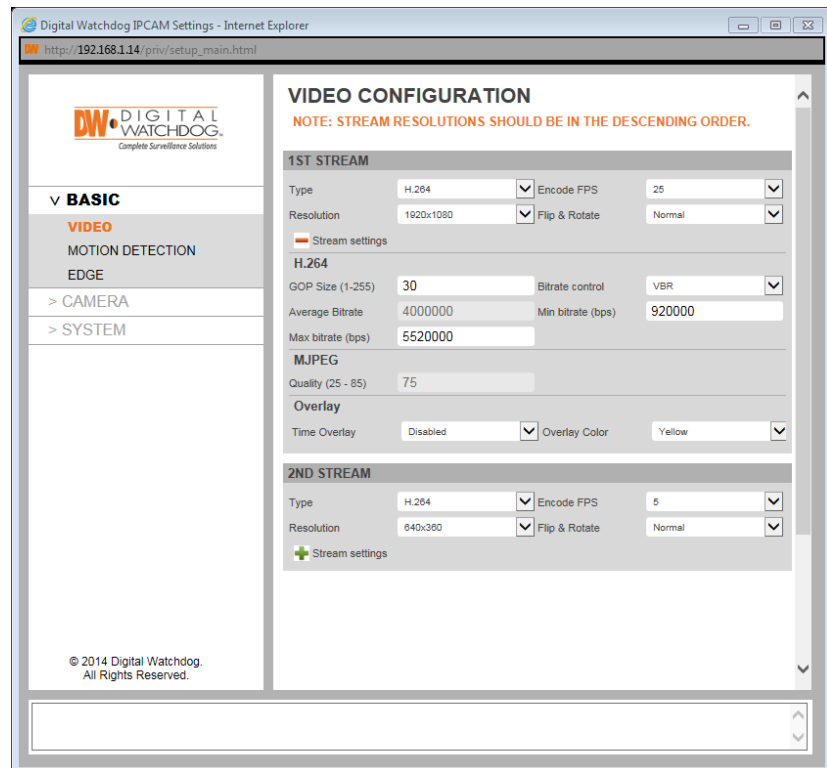 Digital Watchdog IPCAM Settings - Internet Explorer
DW http://192.168.1.14/priv/setup_main.html
DW DIGITAL
WATCHDOG®
Complete Surveillance Solutions
v BASIC
VIDEO
MOTION DETECTION
EDGE
> CAMERA
> SYSTEM
© 2014 Digital Watchdog.
All Rights Reserved.
VIDEO CONFIGURATION
NOTE: STREAM RESOLUTIONS SHOULD BE IN THE DESCENDING ORDER.
1ST STREAM
Type H.264 Encode FPS 25
Resolution 1920x1080 Flip & Rotate Normal
Stream settings
H.264
GOP Size (1-255) 30 Bitrate control VBR
Average Bitrate 4000000 Min bitrate (bps) 920000
Max bitrate (bps) 5520000
MJPEG
Quality (25 - 85) 75
Overlay
Time Overlay Disabled Overlay Color Yellow
2ND STREAM
Type H.264 Encode FPS 5
Resolution 640x360 Flip & Rotate Normal
Stream settings